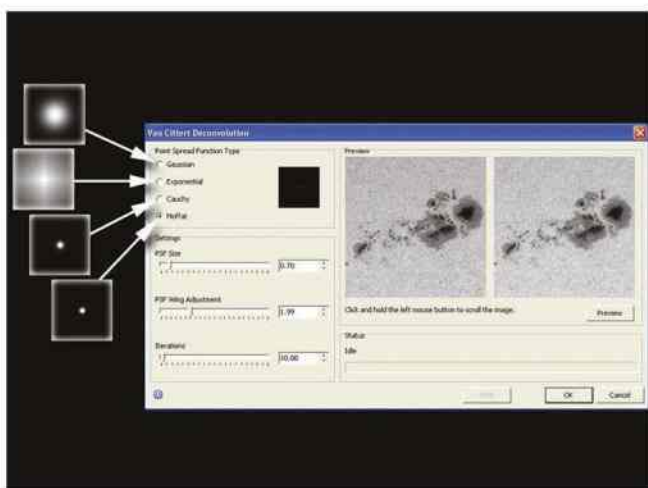 Van Cittert Deconvolution
Point Spread Function Type
Gaussian
Exponential
Cauchy
Moffat
Settings
PSF Size
0.70
PSF Wing Adjustment
1.99
Iterations
10.00
Preview
Click and hold the left mouse button to scroll the image.
Preview
Status
Idle
OK
Cancel